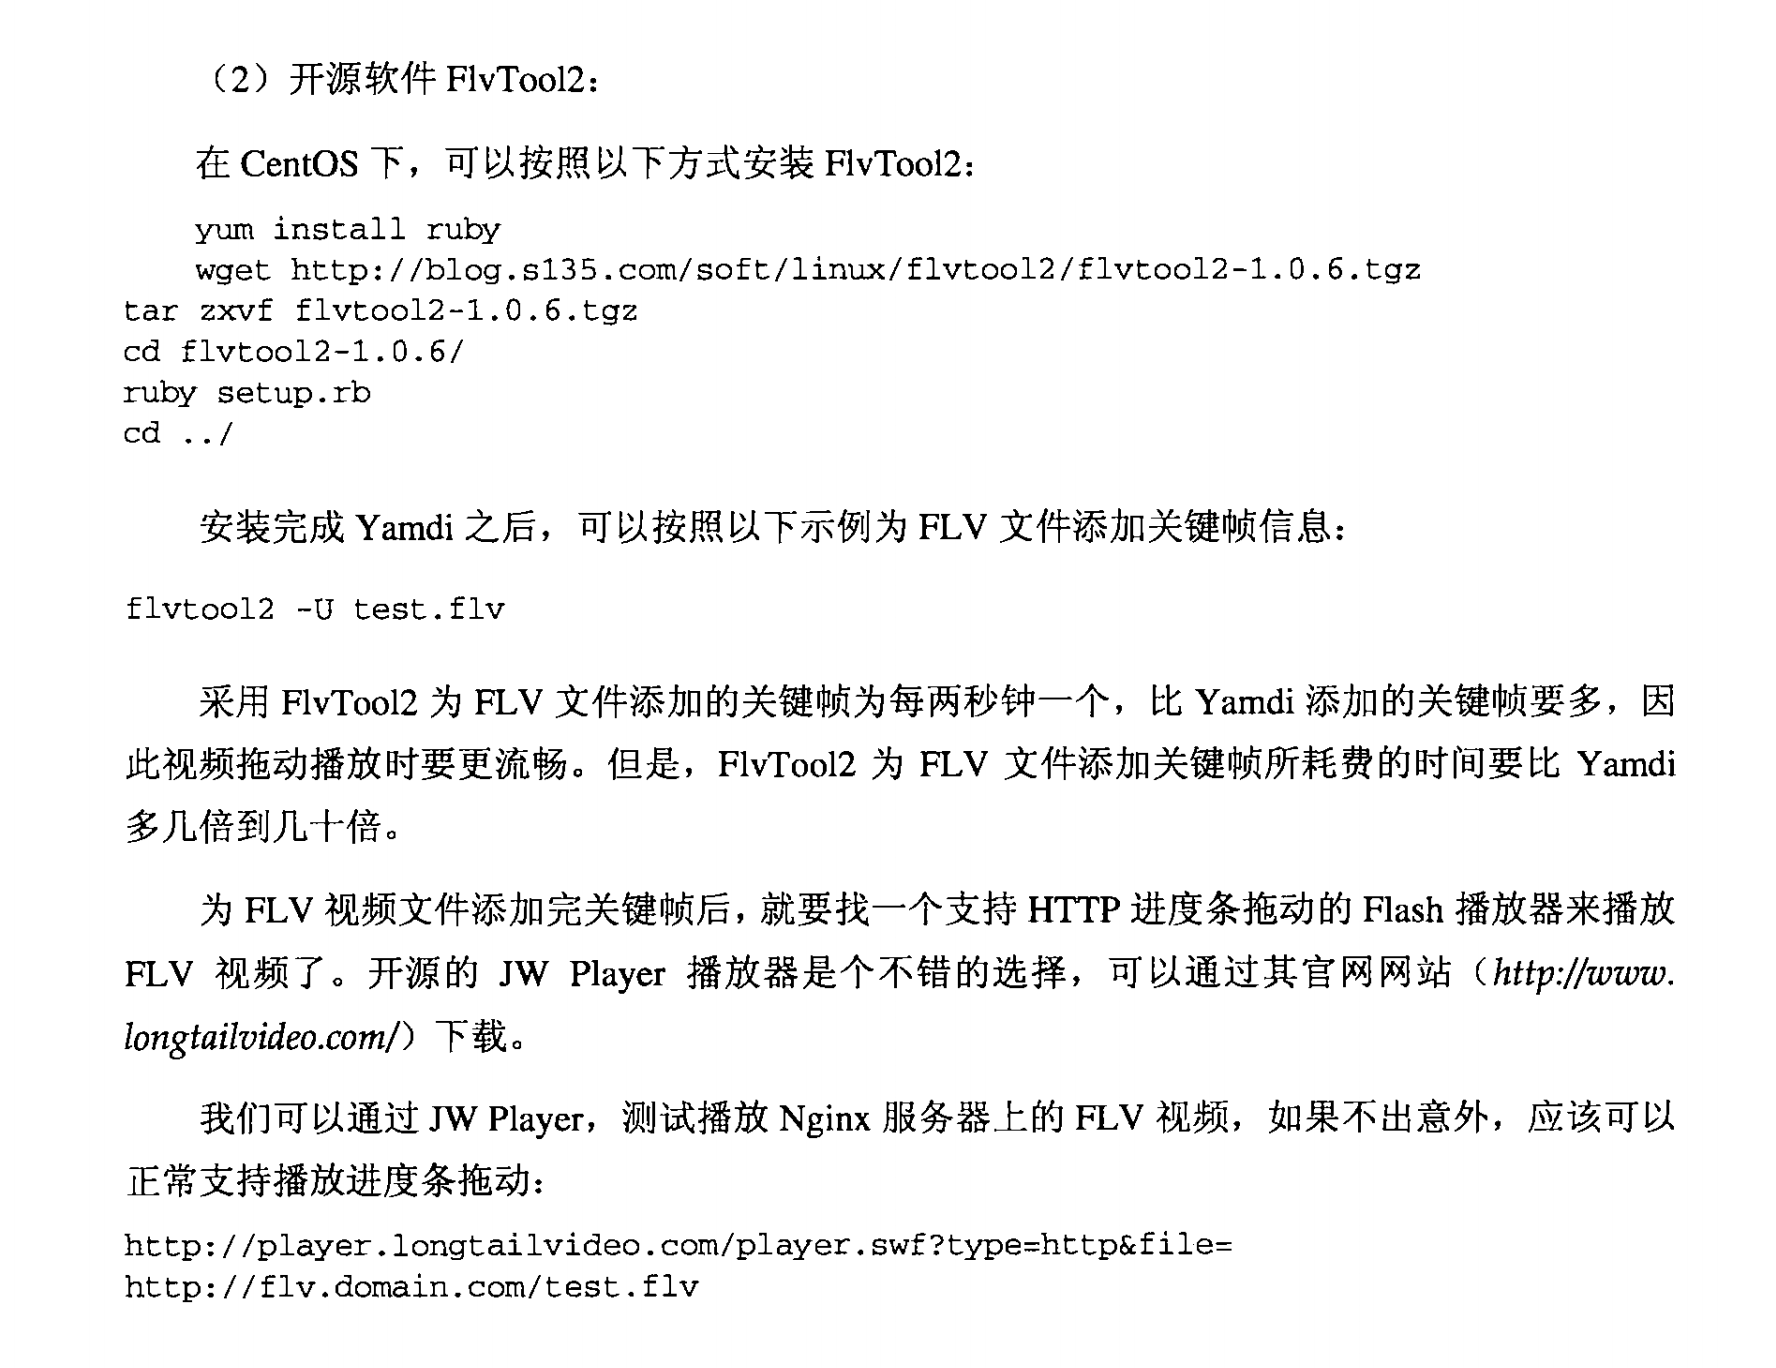 （2）开源软件 FlvTool2：
在 CentOS 下，可以按照以下方式安装 FlvTool2：
yum install ruby
wget http://blog.s135.com/soft/linux/flvtool2/flvtool2-1.0.6.tgz
tar zxvf flvtool2-1.0.6.tgz
cd flvtool2-1.0.6/
ruby setup.rb
cd ../
安装完成 Yamdi 之后，可以按照以下示例为 FLV 文件添加关键帧信息：
flvtool2 -U test.flv
采用 FlvTool2 为 FLV 文件添加的关键帧为每两秒钟一个，比 Yamdi 添加的关键帧要多，因
此视频拖动播放时要更流畅。但是，FlvTool2 为 FLV 文件添加关键帧所耗费的时间要比 Yamdi
多几倍到几十倍。
为 FLV 视频文件添加完关键帧后，就要找一个支持 HTTP 进度条拖动的 Flash 播放器来播放
FLV 视频了。开源的 JW Player 播放器是个不错的选择，可以通过其官网网站（http://www.
longtailvideo.com/）下载。
我们可以通过 JW Player，测试播放 Nginx 服务器上的 FLV 视频，如果不出意外，应该可以
正常支持播放进度条拖动：
http://player.longtailvideo.com/player.swf?type=http&file=
http://flv.domain.com/test.flv